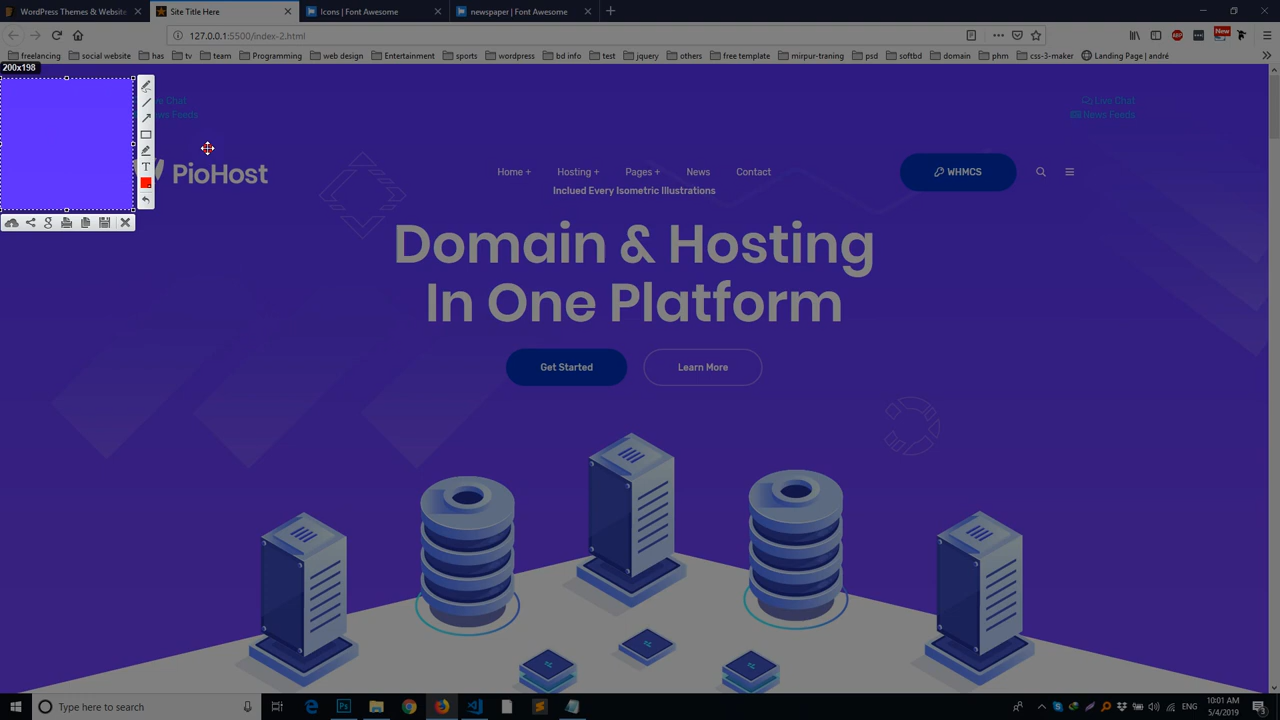 WordPress Themes & Website
Site Title Here
Icons | Font Awesome
newspaper | Font Awesome
127.0.0.1:5500/index-2.html
New
ABP
freelancing
social website
has
tv
team
Programming
web design
Entertainment
sports
wordpress
bd info
test
jquery
others
free template
mirpur-traning
psd
softbd
domain
phm
css-3-maker
Landing Page | andré
200x198
Live Chat
News Feeds
T
PioHost
Home +
Hosting +
Pages +
News
Contact
WHMCS
Inclued Every Isometric Illustrations
Domain & Hosting
In One Platform
Get Started
Learn More
Type here to search
Ps
ENG
10:01 AM
5/4/2019
3